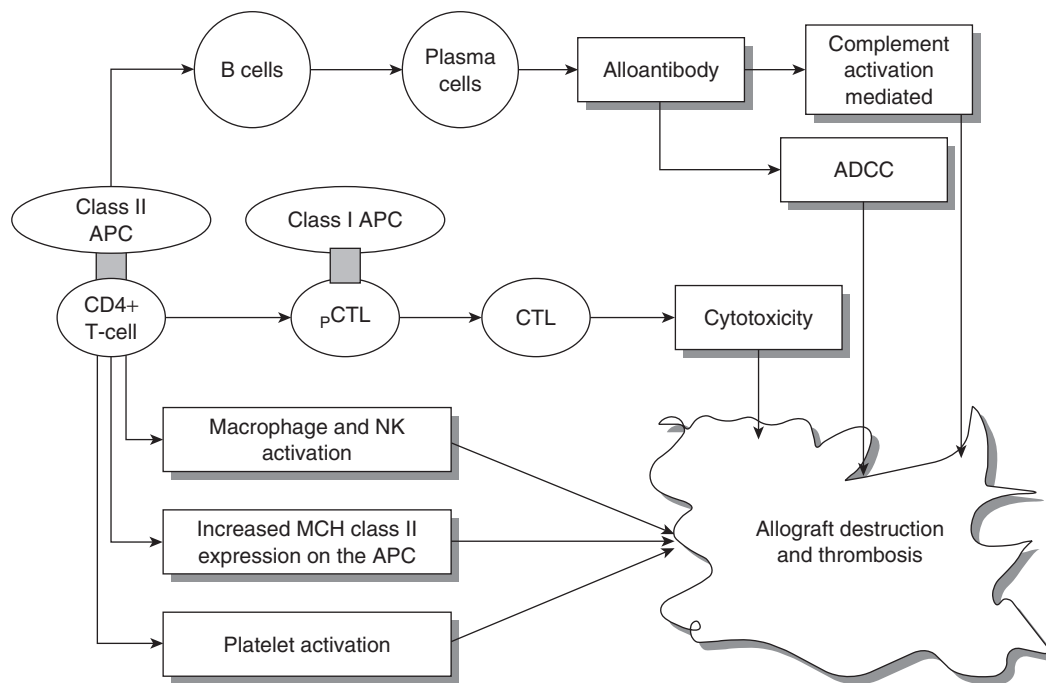 B cells
Plasma
cells
Alloantibody
Complement
activation
mediated
ADCC
Class II
APC
Class I APC
CD4+
T-cell
PCTL
CTL
Cytotoxicity
Macrophage and NK
activation
Increased MCH class II
expression on the APC
Platelet activation
Allograft destruction
and thrombosis